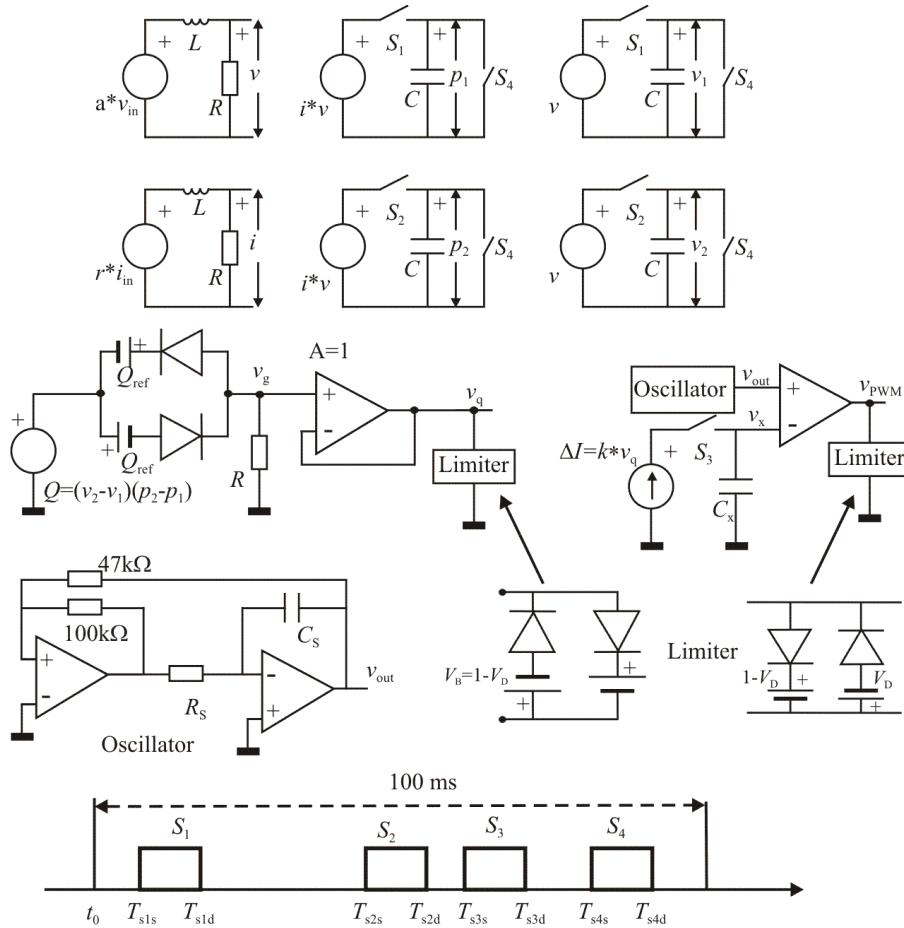 + L + v R a*v_in
+ S_1 + p_1 C S_4 i*v
+ S_1 + v_1 C S_4 v
+ L + i R r*i_in
+ S_2 + p_2 C S_4 i*v
+ S_2 + v_2 C S_4 v
+ Q_ref
+ Q_ref
+
Q=(v_2-v_1)(p_2-p_1)
v_g
R
A=1
+
-
v_q
Limiter
Oscillator
v_out
v_x
+
-
v_PWM
Limiter
ΔI=k*v_q
+
S_3
C_x
47kΩ
100kΩ
+
-
R_S
C_S
-
+
v_out
Oscillator
V_B=1-V_D
+
+
Limiter
1-V_D
+
V_D
+
100 ms
S_1 S_2 S_3 S_4
t_0 T_s1s T_s1d T_s2s T_s2d T_s3s T_s3d T_s4s T_s4d